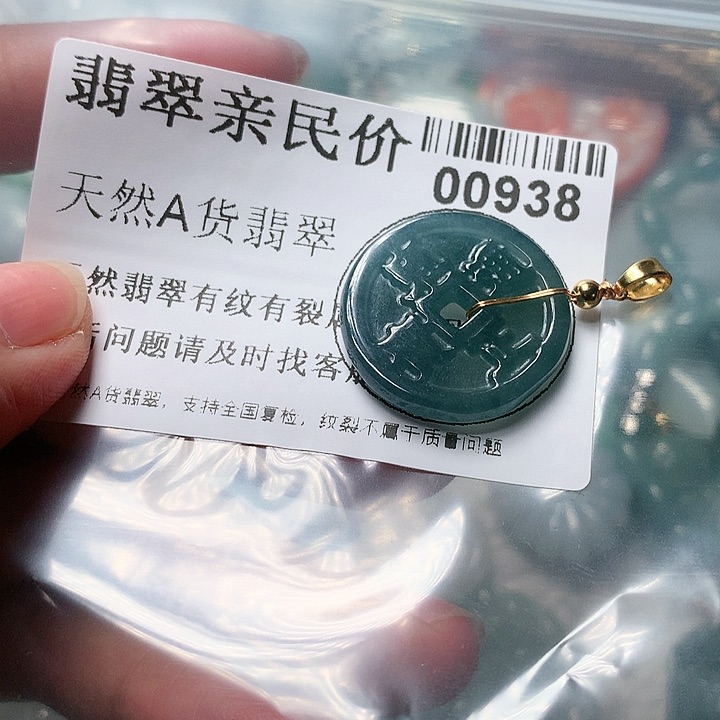 翡翠亲民价
00938
天然A货翡翠
然翡翠有纹有裂
问题请及时找客
然A货翡翠，支持全国复检，纹裂不属于质量问题